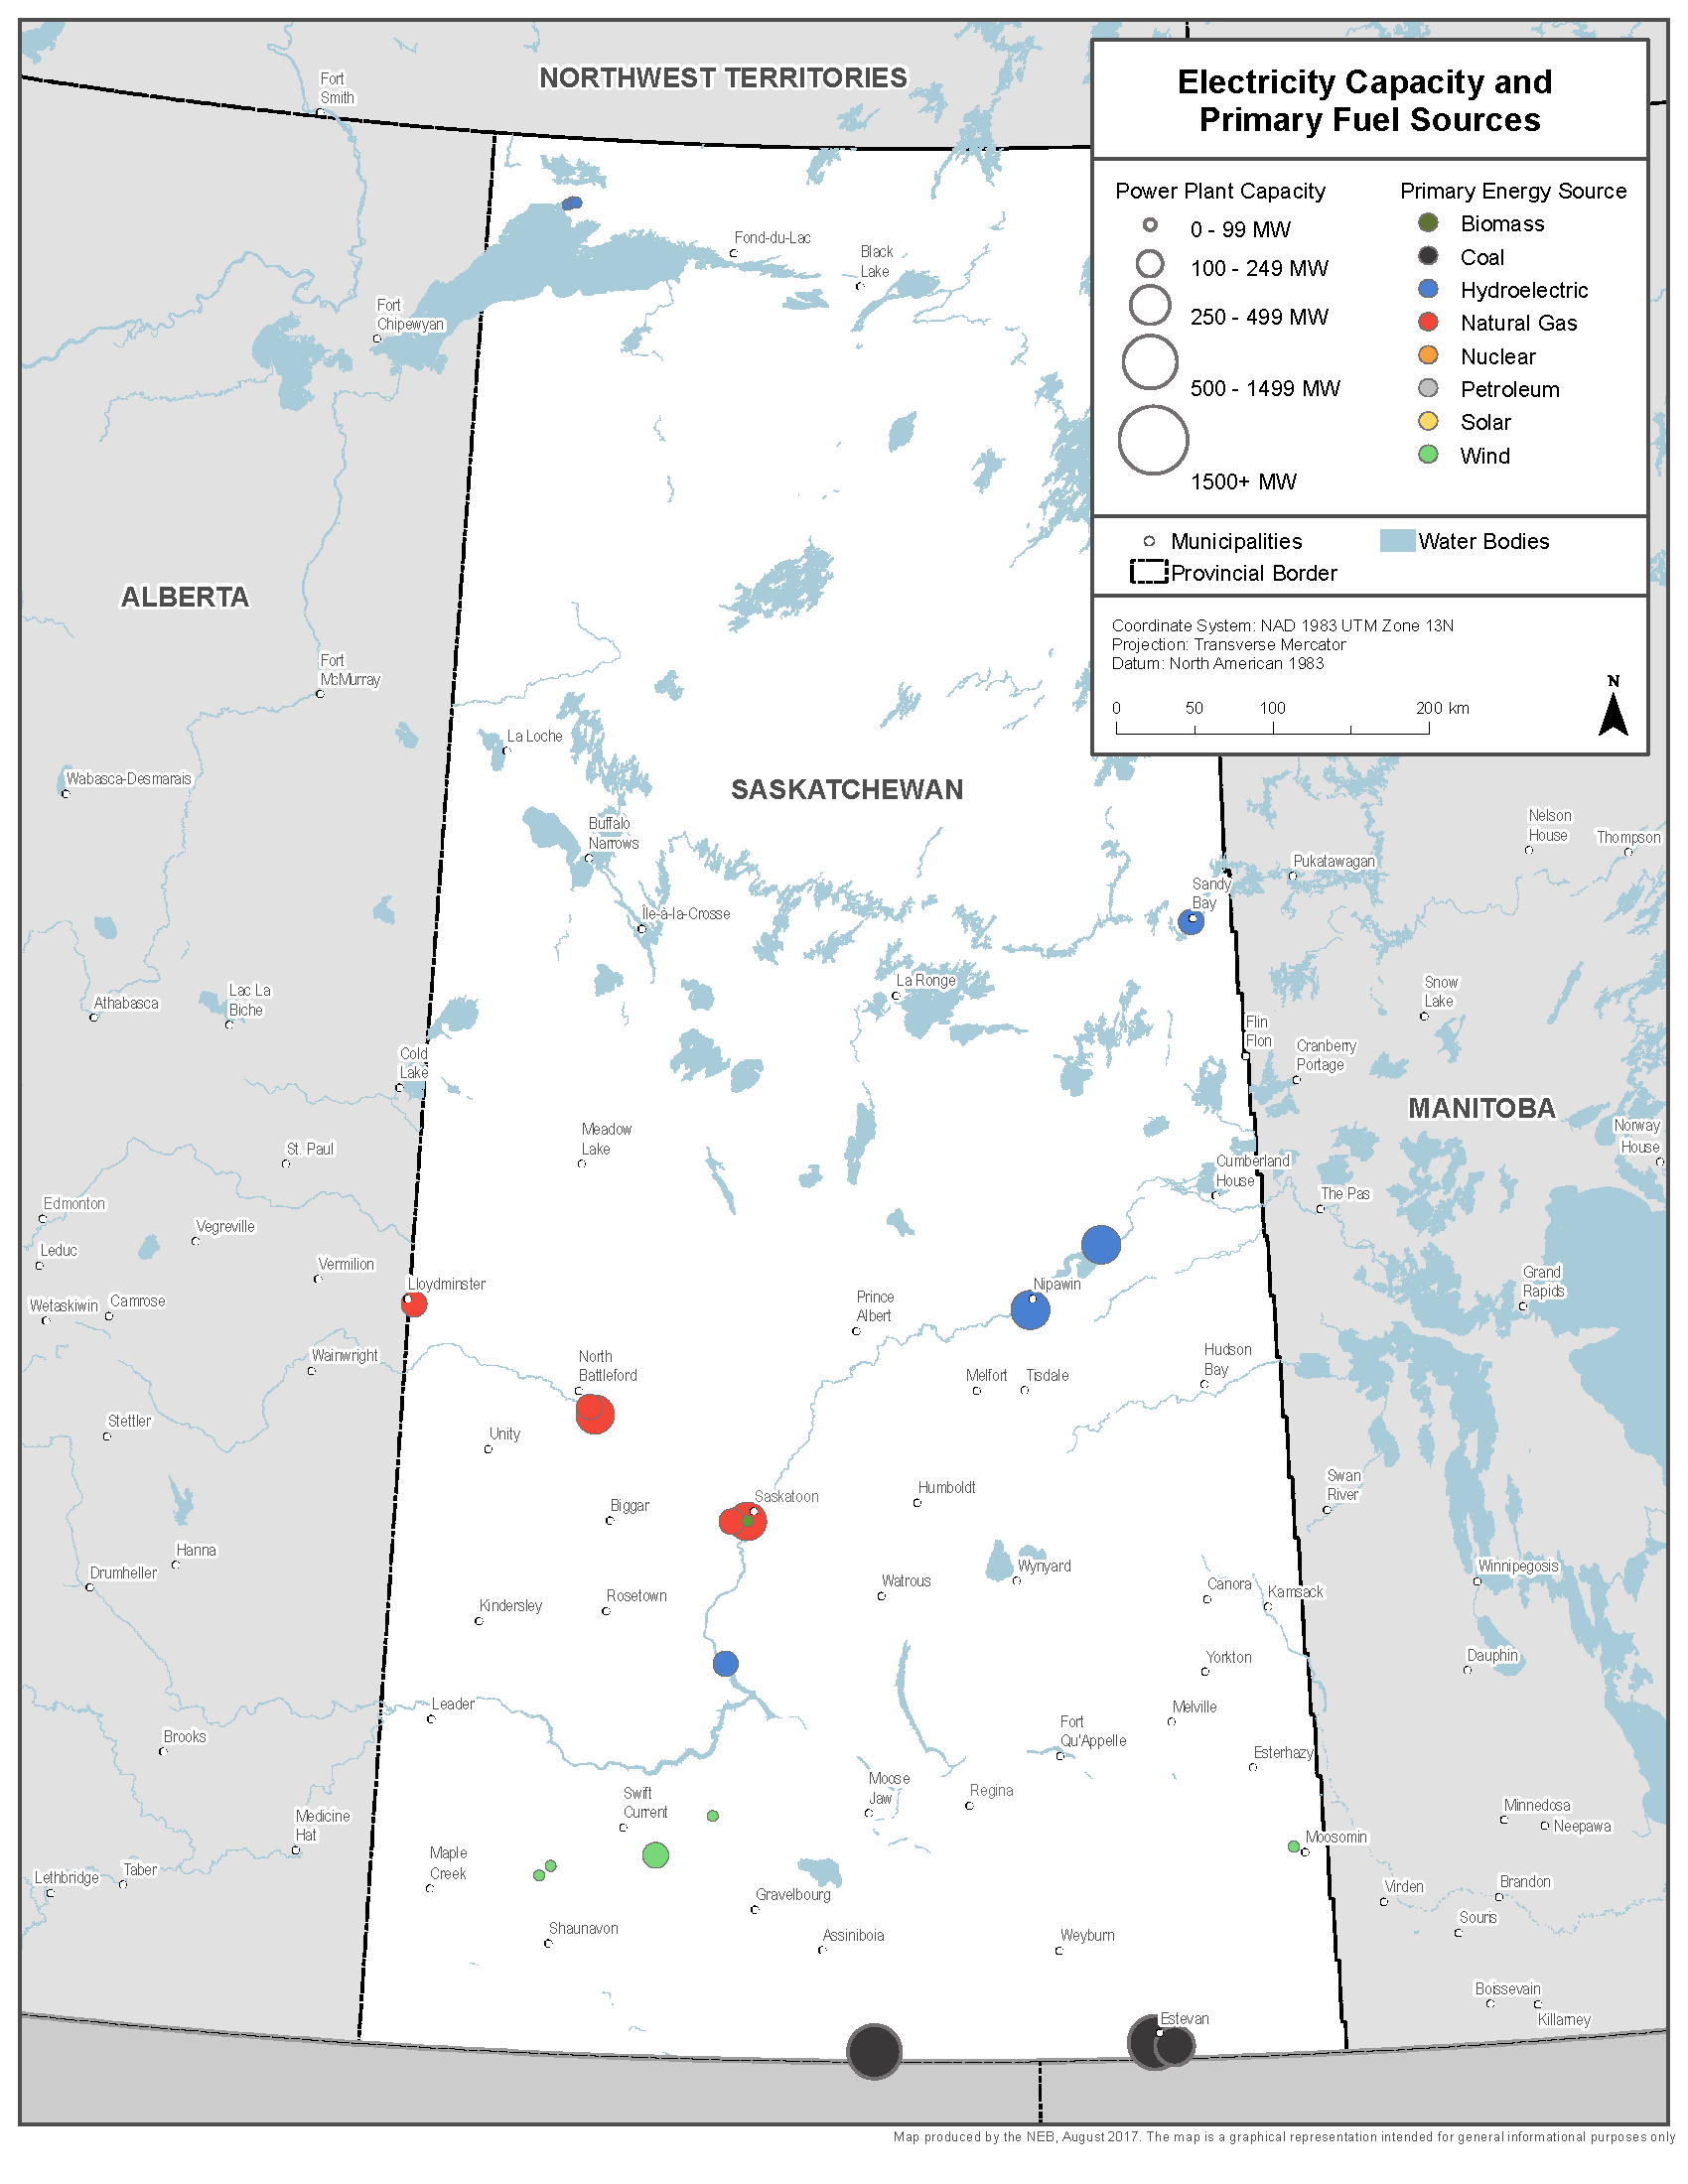 NORTHWEST TERRITORIES
Electricity Capacity and
Primary Fuel Sources
Power Plant Capacity
0 - 99 MW
100 - 249 MW
250 - 499 MW
500 - 1499 MW
1500+ MW
Primary Energy Source
Biomass
Coal
Hydroelectric
Natural Gas
Nuclear
Petroleum
Solar
Wind
Municipalities
Water Bodies
Provincial Border
Coordinate System: NAD 1983 UTM Zone 13N
Projection: Transverse Mercator
Datum: North American 1983
N
0 50 100 200 km
Fort
Smith
Fond-du-Lac
Black
Lake
Fort
Chipewyan
ALBERTA
Fort
McMurray
La Loche
Wabasca-Desmarais
SASKATCHEWAN
Buffalo
Narrows
Nelson
House
Thompson
Pukatawagan
Sandy
Bay
Île-à-la-Crosse
La Ronge
Snow
Lake
Athabasca
Lac La
Biche
Flin
Flon
Cold
Lake
Cranberry
Portage
MANITOBA
Meadow
Lake
Norway
House
St. Paul
Cumberland
House
The Pas
Edmonton
Vegreville
Leduc
Vermilion
Lloydminster
Nipawin
Grand
Rapids
Wetaskiwin
Camrose
Prince
Albert
Wainwright
North
Battleford
Hudson
Bay
Melfort
Tisdale
Stettler
Unity
Swan
River
Saskatoon
Humboldt
Biggar
Hanna
Drumheller
Wynyard
Winnipegosis
Watrous
Canora
Kamsack
Kindersley
Rosetown
Yorkton
Dauphin
Leader
Melville
Brooks
Fort
Qu'Appelle
Esterhazy
Swift
Current
Moose
Jaw
Regina
Medicine
Hat
Minnedosa
Neepawa
Moosomin
Maple
Creek
Lethbridge
Taber
Virden
Brandon
Gravelbourg
Souris
Shaunavon
Assiniboia
Weyburn
Boissevain
Killarney
Estevan
Map produced by the NEB, August 2017. The map is a graphical representation intended for general informational purposes only